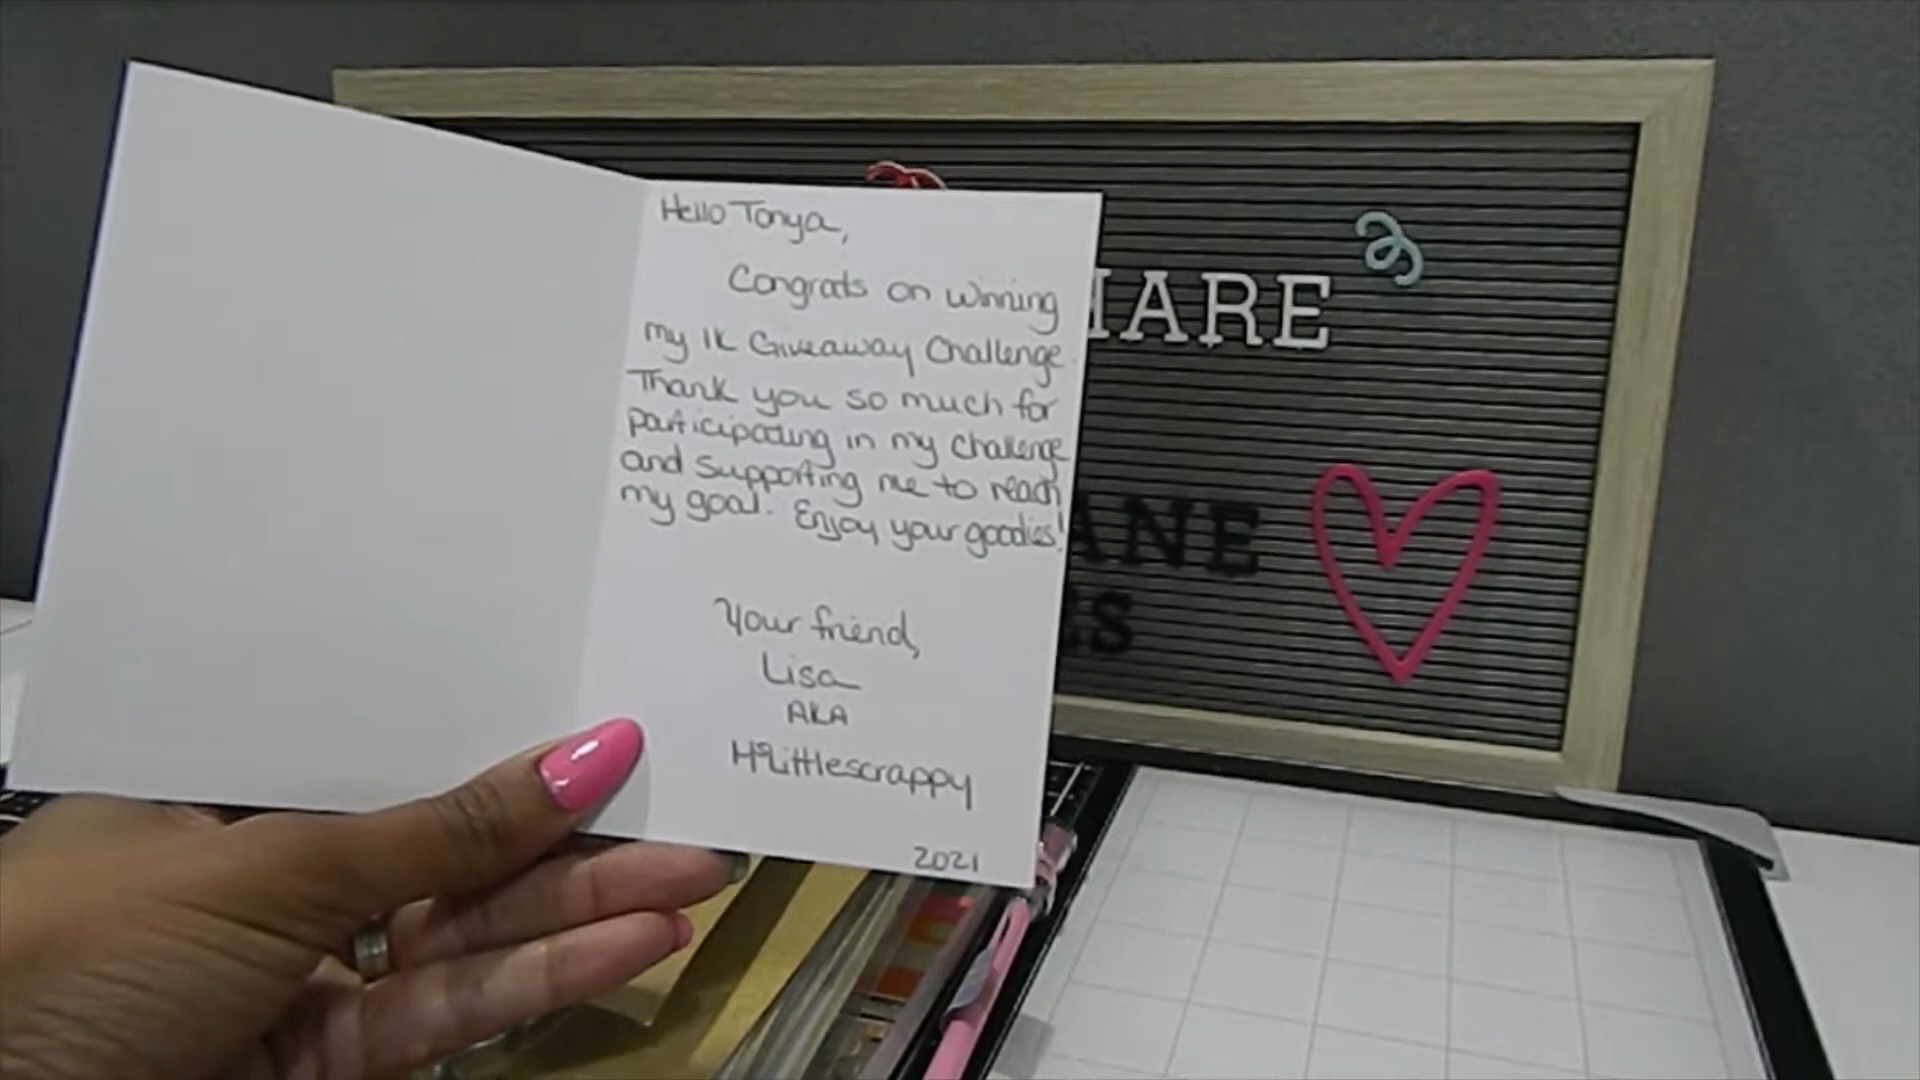 Hello Tonya,
Congrats on winning
my 1K Giveaway Challenge.
Thank you so much for
participating in my challenge
and supporting me to reach
my goal. Enjoy your goodies!
Your friend,
Lisa
AKA
2021
HARE
ANE
ES